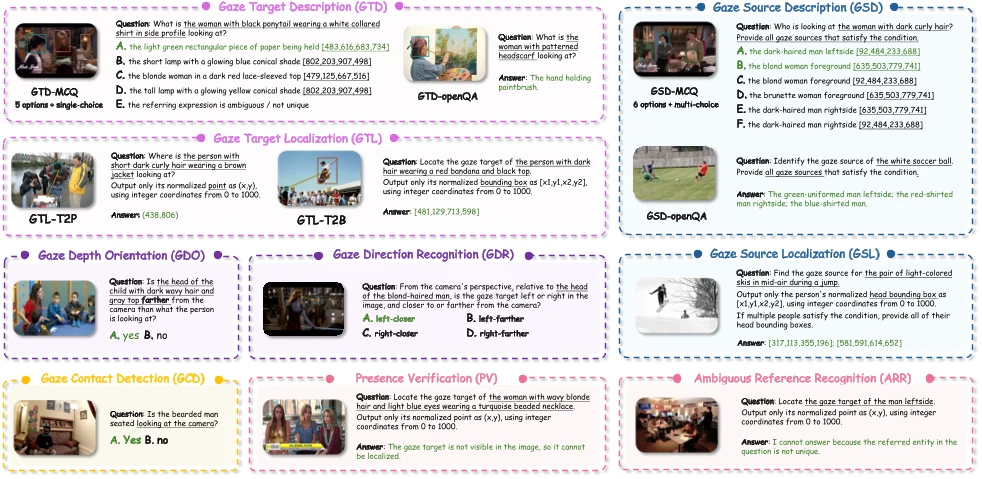 Gaze Target Description (GTD)
GTD-MCQ
5 options + single-choice
Question: What is the woman with black ponytail wearing a white collared
shirt in side profile looking at?
A. the light green rectangular piece of paper being held [483,616,683,734]
B. the short lamp with a glowing blue conical shade [802,203,907,498]
C. the blonde woman in a dark red lace-sleeved top [479,125,667,516]
D. the tall lamp with a glowing yellow conical shade [802,203,907,498]
E. the referring expression is ambiguous / not unique
GTD-openQA
Question: What is the
woman with patterned
headscarf looking at?
Answer: The hand holding
paintbrush.
Gaze Source Description (GSD)
GSD-MCQ
6 options + multi-choice
Question: Who is looking at the woman with dark curly hair?
Provide all gaze sources that satisfy the condition.
A. the dark-haired man leftside [92,484,233,688]
B. the blond woman foreground [635,503,779,741]
C. the blond woman foreground [92,484,233,688]
D. the brunette woman foreground [635,503,779,741]
E. the dark-haired man rightside [635,503,779,741]
F. the dark-haired man rightside [92,484,233,688]
GSD-openQA
Question: Identify the gaze source of the white soccer ball.
Provide all gaze sources that satisfy the condition.
Answer: The green-uniformed man leftside; the red-shirted
man rightside; the blue-shirted man.
Gaze Target Localization (GTL)
GTL-T2P
Question: Where is the person with
short dark curly hair wearing a brown
jacket looking at?
Output only its normalized point as (x,y),
using integer coordinates from 0 to 1000.
Answer: (438,806)
GTL-T2B
Question: Locate the gaze target of the person with dark
hair wearing a red bandana and black top.
Output only its normalized bounding box as [x1,y1,x2,y2],
using integer coordinates from 0 to 1000.
Answer: [481,129,713,598]
Gaze Depth Orientation (GDO)
Question: Is the head of the
child with dark wavy hair and
gray top farther from the
camera than what the person
is looking at?
A. yes B. no
Gaze Direction Recognition (GDR)
Question: From the camera's perspective, relative to the head
of the blond-haired man, is the gaze target left or right in the
image, and closer to or farther from the camera?
A. left-closer B. left-farther
C. right-closer D. right-farther
Gaze Source Localization (GSL)
Question: Find the gaze source for the pair of light-colored
skis in mid-air during a jump.
Output only the person's normalized head bounding box as
[x1,y1,x2,y2], using integer coordinates from 0 to 1000.
If multiple people satisfy the condition, provide all of their
head bounding boxes.
Answer: [317,113,355,196]; [581,591,614,652]
Gaze Contact Detection (GCD)
Question: Is the bearded man
seated looking at the camera?
A. Yes B. no
Presence Verification (PV)
Question: Locate the gaze target of the woman with wavy blonde
hair and light blue eyes wearing a turquoise beaded necklace.
Output only its normalized point as (x,y), using integer
coordinates from 0 to 1000.
Answer: The gaze target is not visible in the image, so it cannot
be localized.
Ambiguous Reference Recognition (ARR)
Question: Locate the gaze target of the man leftside.
Output only its normalized point as (x,y), using integer
coordinates from 0 to 1000.
Answer: I cannot answer because the referred entity in the
question is not unique.